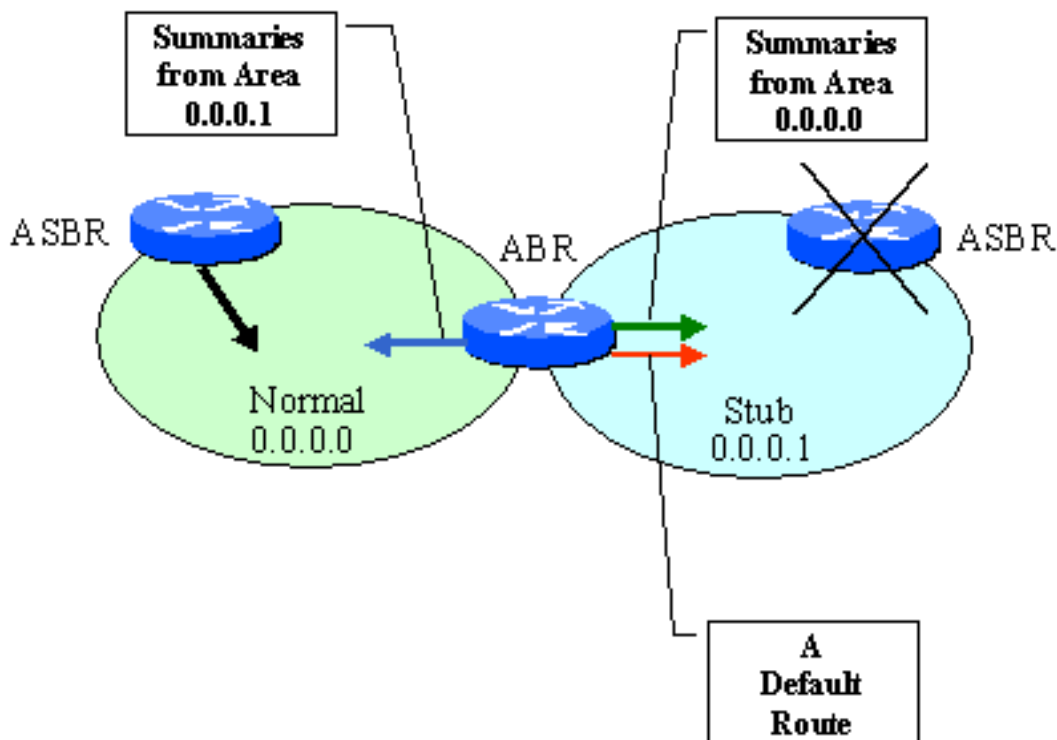 Summaries
from Area
0.0.0.1
Summaries
from Area
0.0.0.0
ASBR
ABR
ASBR
Normal
0.0.0.0
Stub
0.0.0.1
A
Default
Route